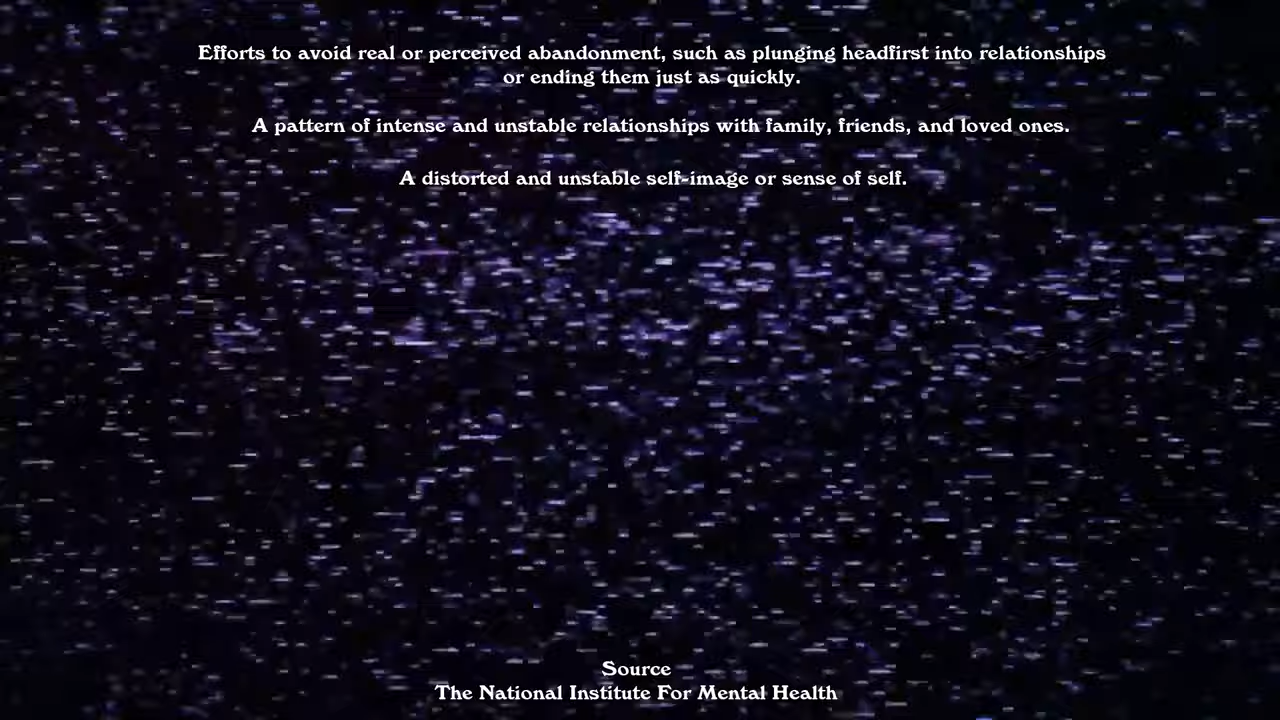 Efforts to avoid real or perceived abandonment, such as plunging headfirst into relationships
or ending them just as quickly.
A pattern of intense and unstable relationships with family, friends, and loved ones.
A distorted and unstable self-image or sense of self.
Source
The National Institute For Mental Health